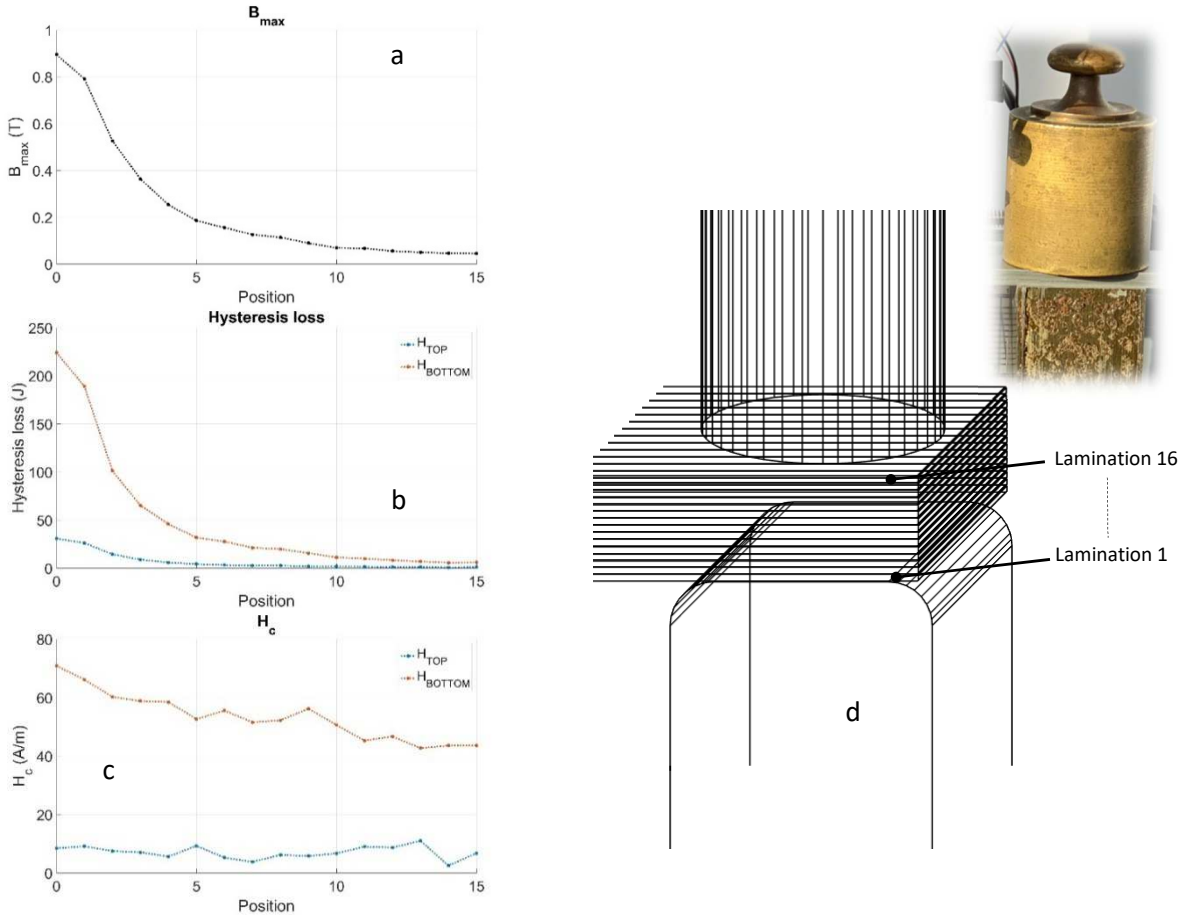 B_max
a
B_max (T)
1
0.8
0.6
0.4
0.2
0
0 5 10 15
Position
Hysteresis loss
H_TOP
H_BOTTOM
b
Hysteresis loss (J)
250
200
150
100
50
0
0 5 10 15
Position
H_c
H_TOP
H_BOTTOM
c
H_c (A/m)
80
60
40
20
0
0 5 10 15
Position
Lamination 16
Lamination 1
d